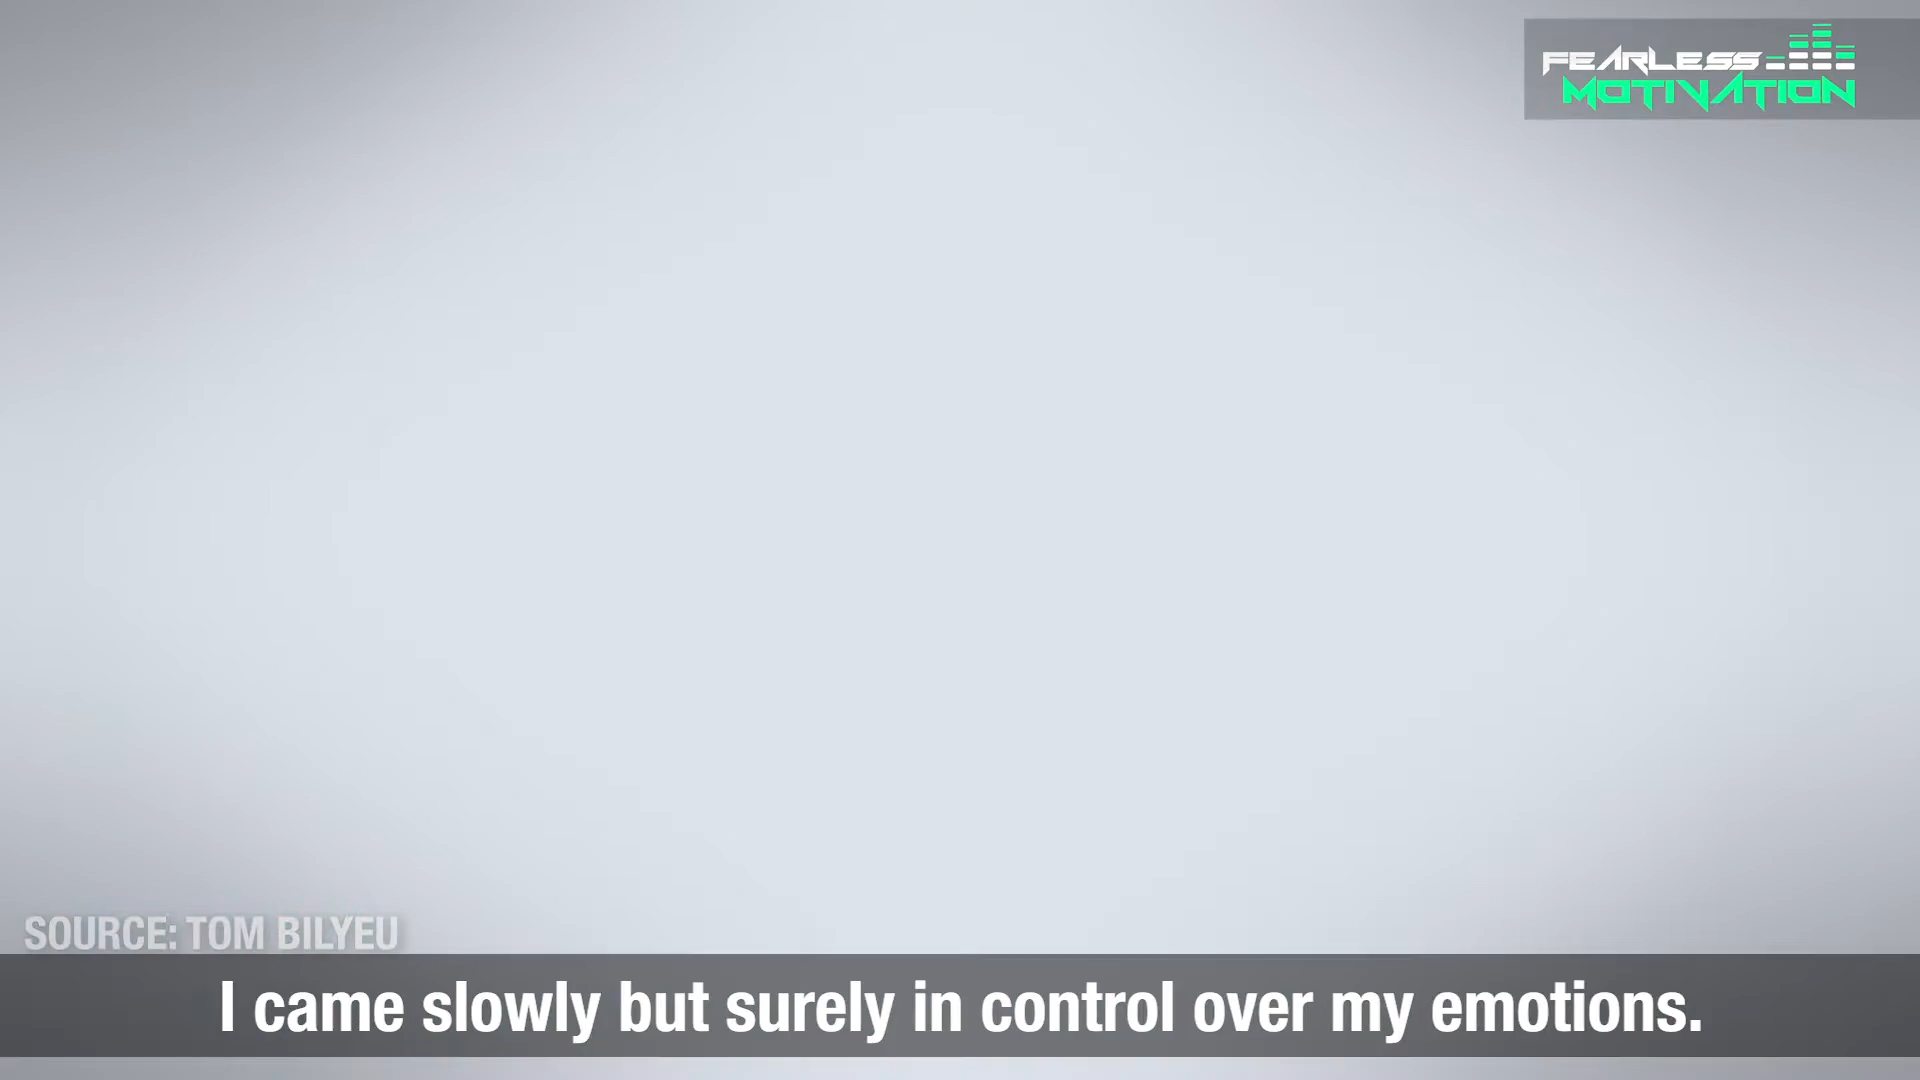 FEARLESS
MOTIVATION
SOURCE: TOM BILYEU
I came slowly but surely in control over my emotions.